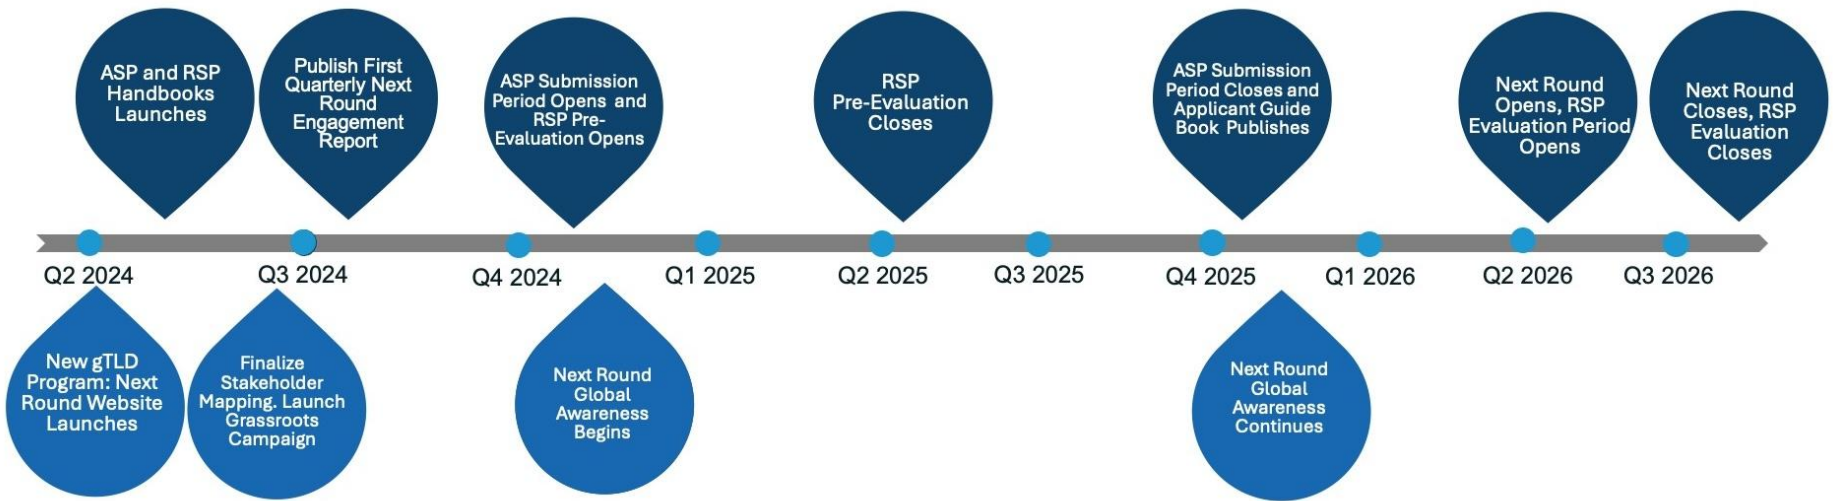 ASP and RSP
Handbooks
Launches
Publish First
Quarterly Next
Round
Engagement
Report
ASP Submission
Period Opens and
RSP Pre-
Evaluation Opens
RSP
Pre-Evaluation
Closes
ASP Submission
Period Closes and
Applicant Guide
Book Publishes
Next Round
Opens, RSP
Evaluation Period
Opens
Next Round
Closes, RSP
Evaluation
Closes
Q2 2024
Q3 2024
Q4 2024
Q1 2025
Q2 2025
Q3 2025
Q4 2025
Q1 2026
Q2 2026
Q3 2026
New gTLD
Program: Next
Round Website
Launches
Finalize
Stakeholder
Mapping. Launch
Grassroots
Campaign
Next Round
Global
Awareness
Begins
Next Round
Global
Awareness
Continues